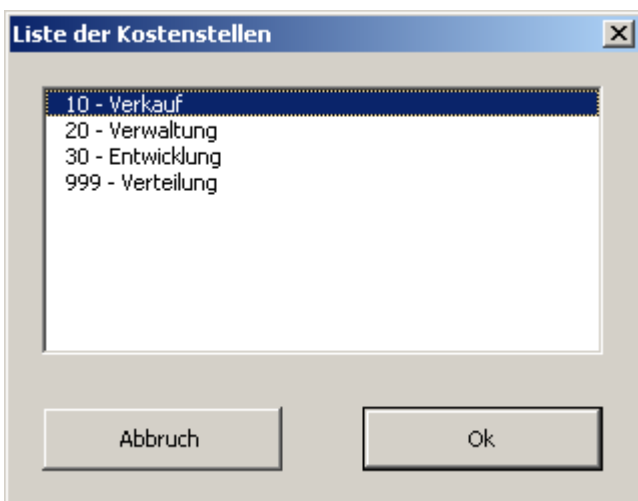 Liste der Kostenstellen
10 - Verkauf
20 - Verwaltung
30 - Entwicklung
999 - Verteilung
Abbruch
Ok